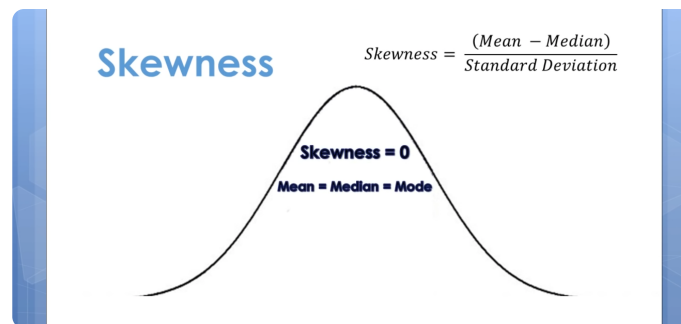 Skewness
Skewness = (Mean − Median) / Standard Deviation
Skewness = 0
Mean = Median = Mode